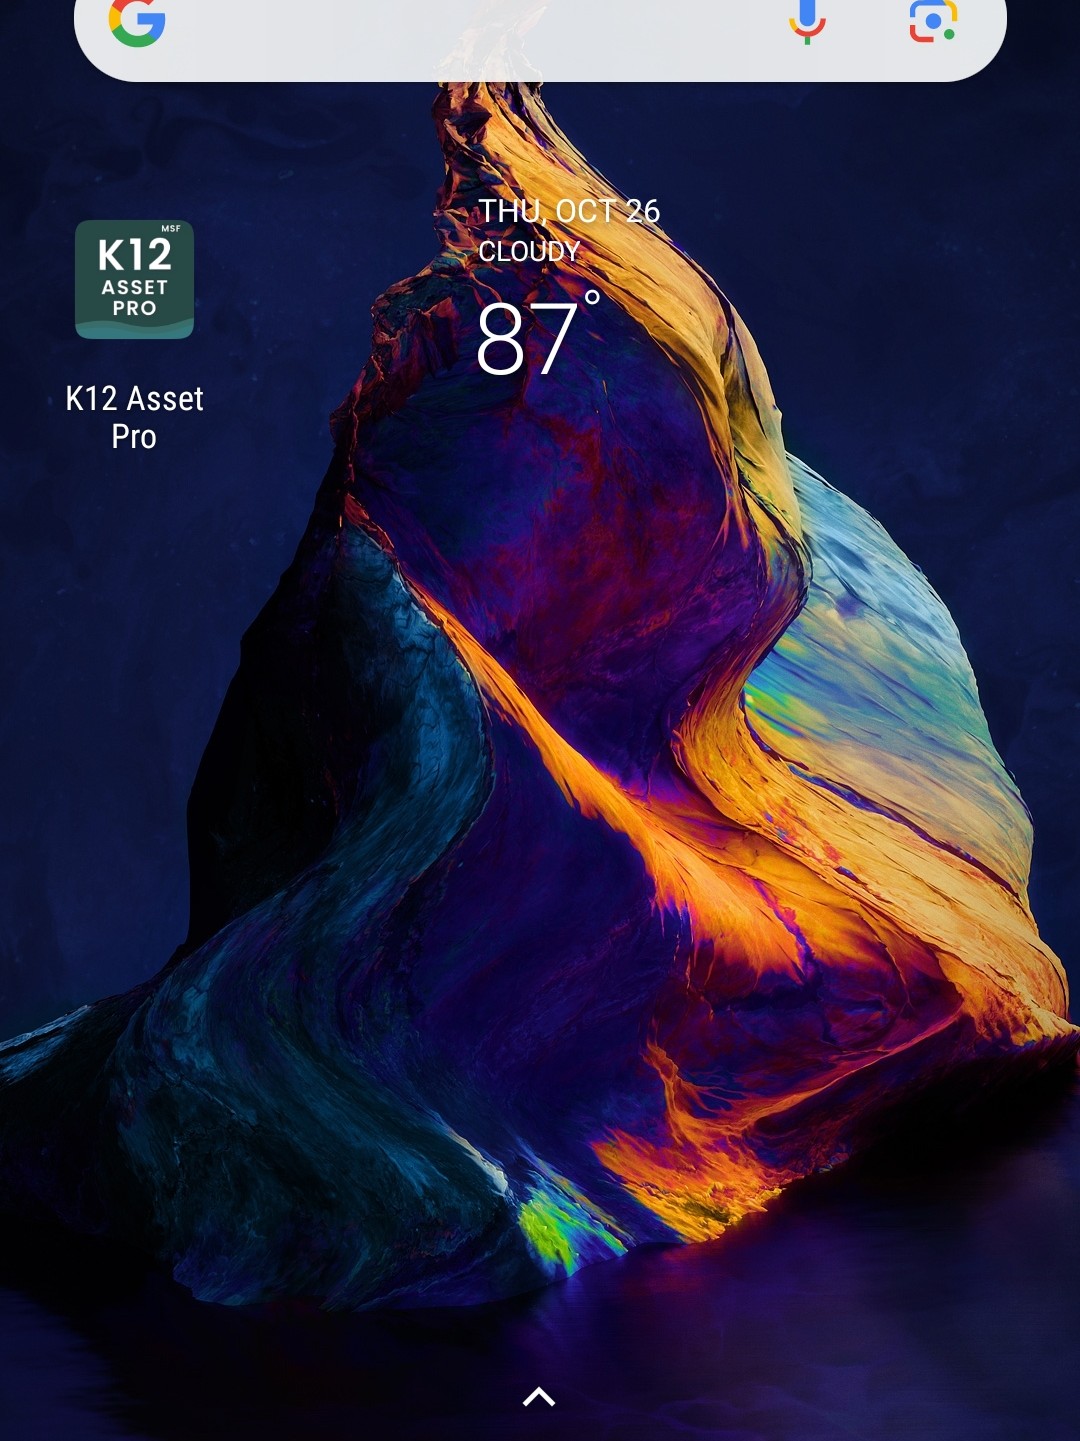 THU, OCT 26
CLOUDY
87°
MSF
K12
ASSET
PRO
K12 Asset
Pro